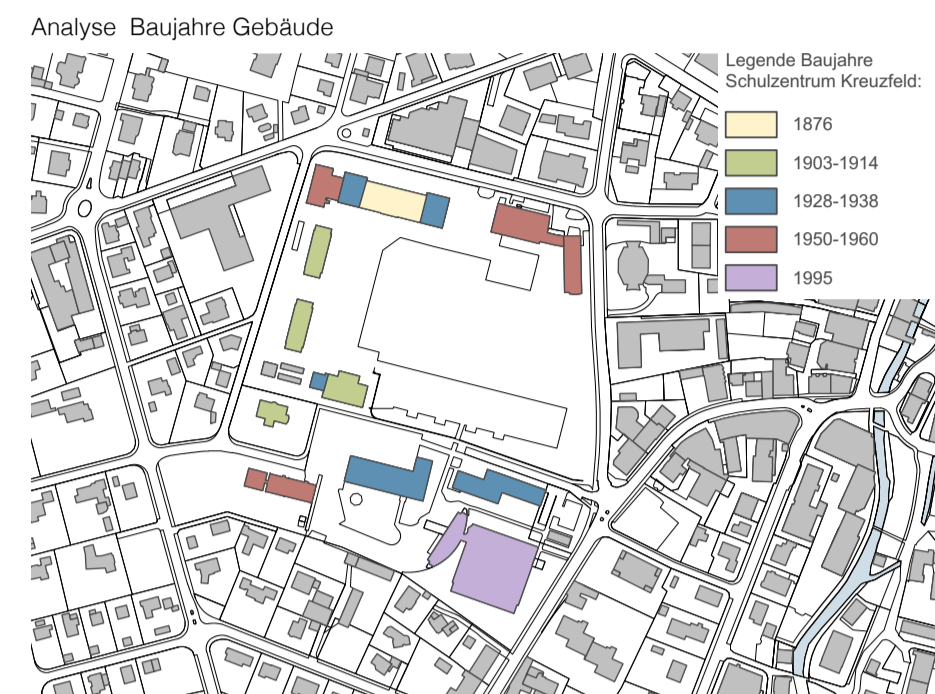 Analyse Baujahre Gebäude
Legende Baujahre
Schulzentrum Kreuzfeld:
1876
1903-1914
1928-1938
1950-1960
1995